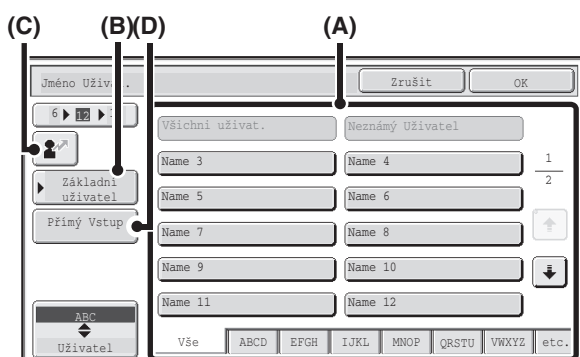 (C) (B)(D) (A)
Jméno Uživat.
Zrušit
OK
6 12
Všichni uživat.
Neznámý Uživatel
Name 3
Name 4
1
2
Základní
uživatel
Name 5
Name 6
Přímý Vstup
Name 7
Name 8
Name 9
Name 10
Name 11
Name 12
ABC
Uživatel
Vše
ABCD
EFGH
IJKL
MNOP
QRSTU
VWXYZ
etc.